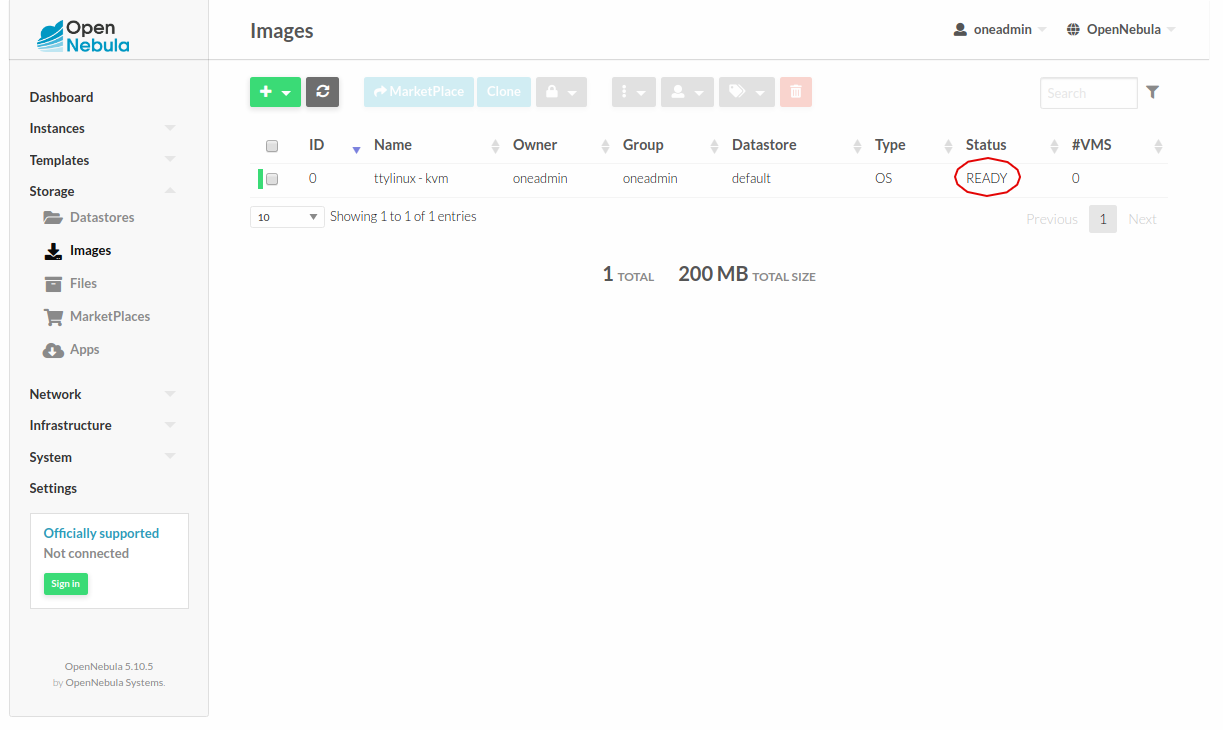 Open
Nebula
Images
oneadmin
OpenNebula
Dashboard
Instances
Templates
Storage
Datastores
Images
Files
MarketPlaces
Apps
Network
Infrastructure
System
Settings
Officially supported
Not connected
Sign in
OpenNebula 5.10.5
by OpenNebula Systems.
MarketPlace Clone
Search
ID Name Owner Group Datastore Type Status #VMS
0 ttylinux - kvm oneadmin oneadmin default OS READY 0
10 Showing 1 to 1 of 1 entries
Previous 1 Next
1 TOTAL 200 MB TOTAL SIZE